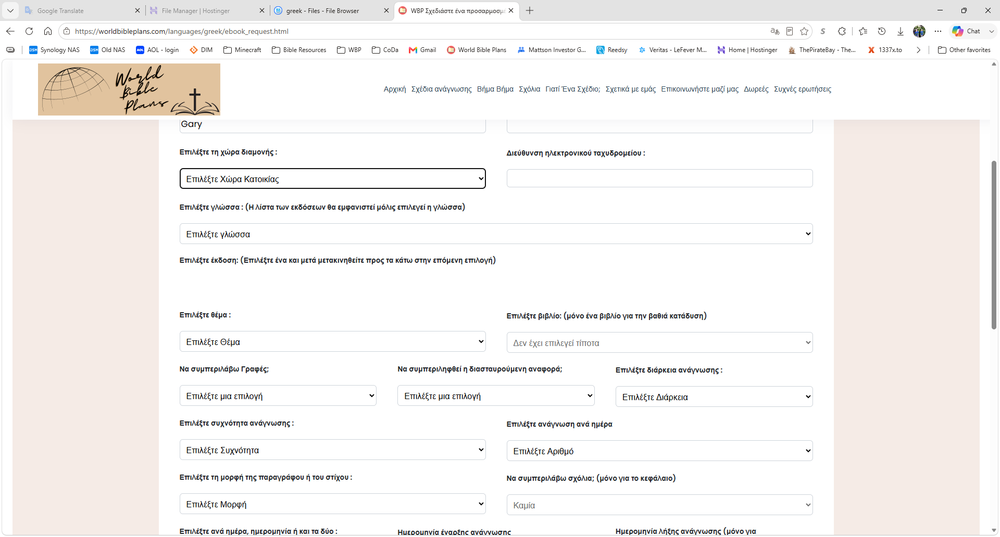 Google Translate
File Manager | Hostinger
greek - Files - File Browser
WBP Σχεδιάστε ένα προσαρμοσμέ
https://worldbibleplans.com/languages/greek/ebook_request.html
Chat
Synology NAS
Old NAS
AOL - login
DIM
Minecraft
Bible Resources
WBP
CoDa
Gmail
World Bible Plans
Mattson Investor G...
Reedsy
Veritas - LeFever M...
Home | Hostinger
ThePirateBay - The...
1337x.to
Other favorites
World
Bible
Plans
Αρχική Σχέδια ανάγνωσης Βήμα Βήμα Σχόλια Γιατί Ένα Σχέδιο; Σχετικά με εμάς Επικοινωνήστε μαζί μας Δωρεές Συχνές ερωτήσεις
Gary
Επιλέξτε τη χώρα διαμονής :
Διεύθυνση ηλεκτρονικού ταχυδρομείου :
Επιλέξτε Χώρα Κατοικίας
Επιλέξτε γλώσσα : (Η λίστα των εκδόσεων θα εμφανιστεί μόλις επιλεγεί η γλώσσα)
Επιλέξτε γλώσσα
Επιλέξτε έκδοση: (Επιλέξτε ένα και μετά μετακινηθείτε προς τα κάτω στην επόμενη επιλογή)
Επιλέξτε θέμα :
Επιλέξτε βιβλίο: (μόνο ένα βιβλίο για την βαθιά κατάδυση)
Επιλέξτε Θέμα
Δεν έχει επιλεγεί τίποτα
Να συμπεριλάβω Γραφές;
Να συμπεριληφθεί η διασταυρούμενη αναφορά;
Επιλέξτε διάρκεια ανάγνωσης :
Επιλέξτε μια επιλογή
Επιλέξτε μια επιλογή
Επιλέξτε Διάρκεια
Επιλέξτε συχνότητα ανάγνωσης :
Επιλέξτε ανάγνωση ανά ημέρα
Επιλέξτε Συχνότητα
Επιλέξτε Αριθμό
Επιλέξτε τη μορφή της παραγράφου ή του στίχου :
Να συμπεριλάβω σχόλια; (μόνο για το κεφάλαιο)
Επιλέξτε Μορφή
Καμία
Επιλέξτε ανά ημέρα, ημερομηνία ή και τα δύο :
Ημερομηνία έναρξης ανάγνωσης
Ημερομηνία λήξης ανάγνωσης (μόνο για